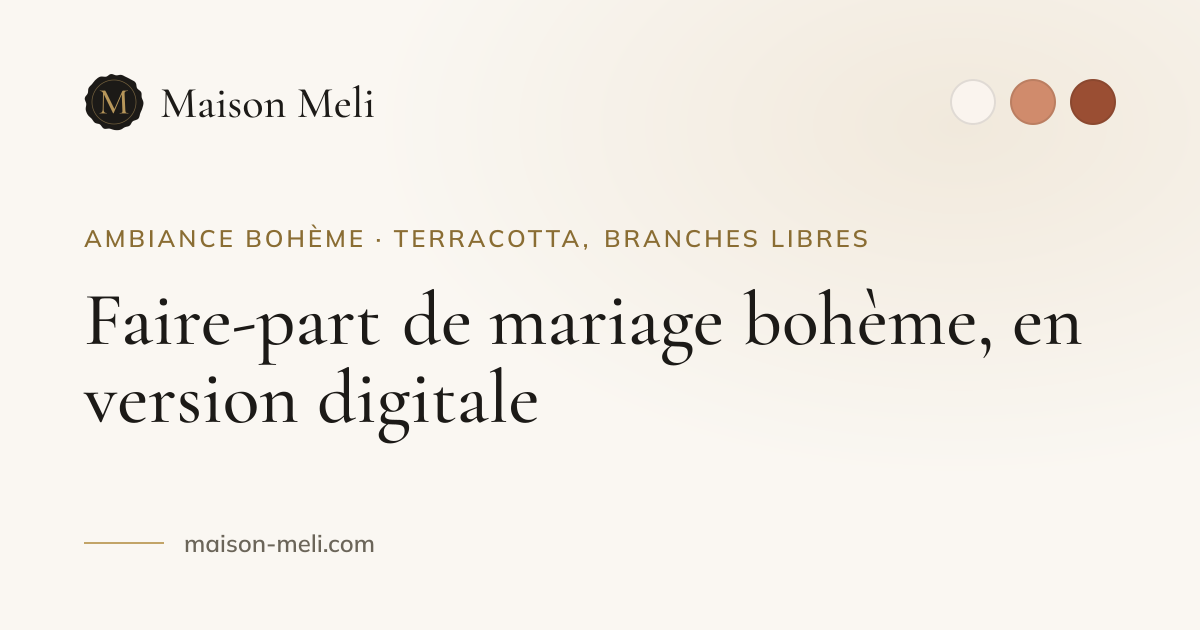 M
Maison Meli
AMBIANCE BOHÈME · TERRACOTTA, BRANCHES LIBRES
Faire-part de mariage bohème, en
version digitale
maison-meli.com